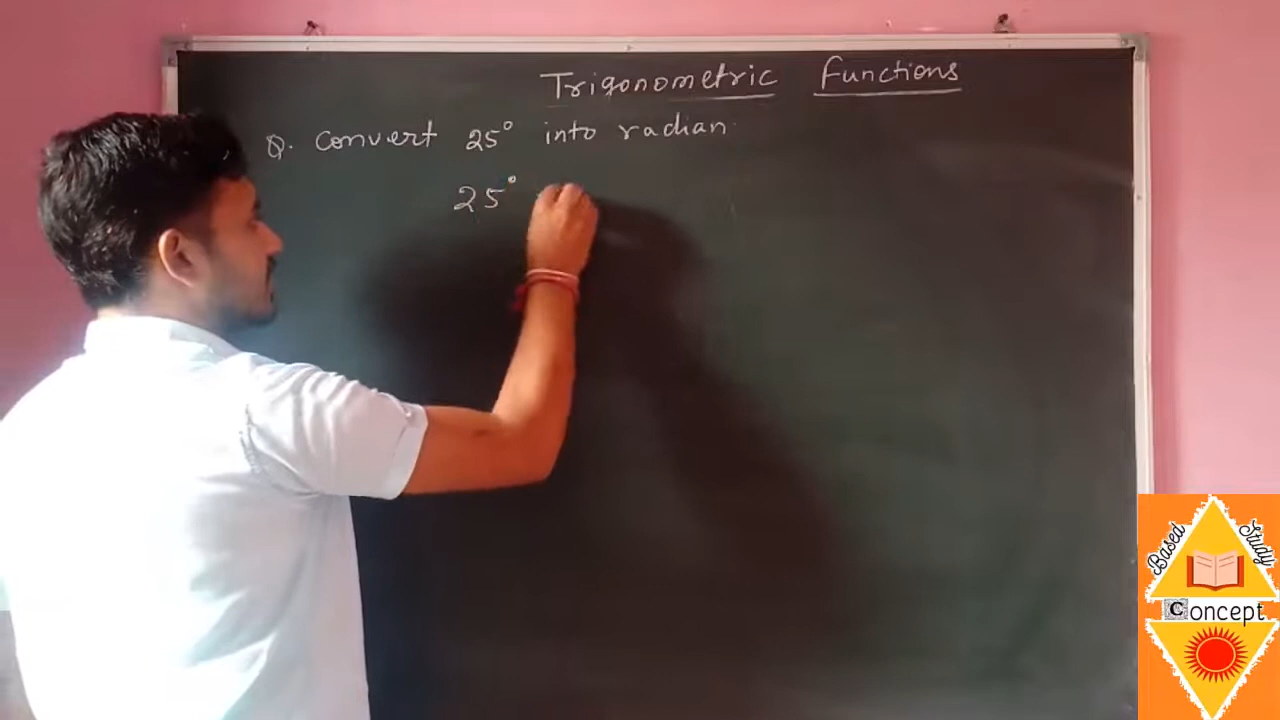 Trigonometric Functions
Q. Convert 25° into radian.
25°
Based Study
Concept